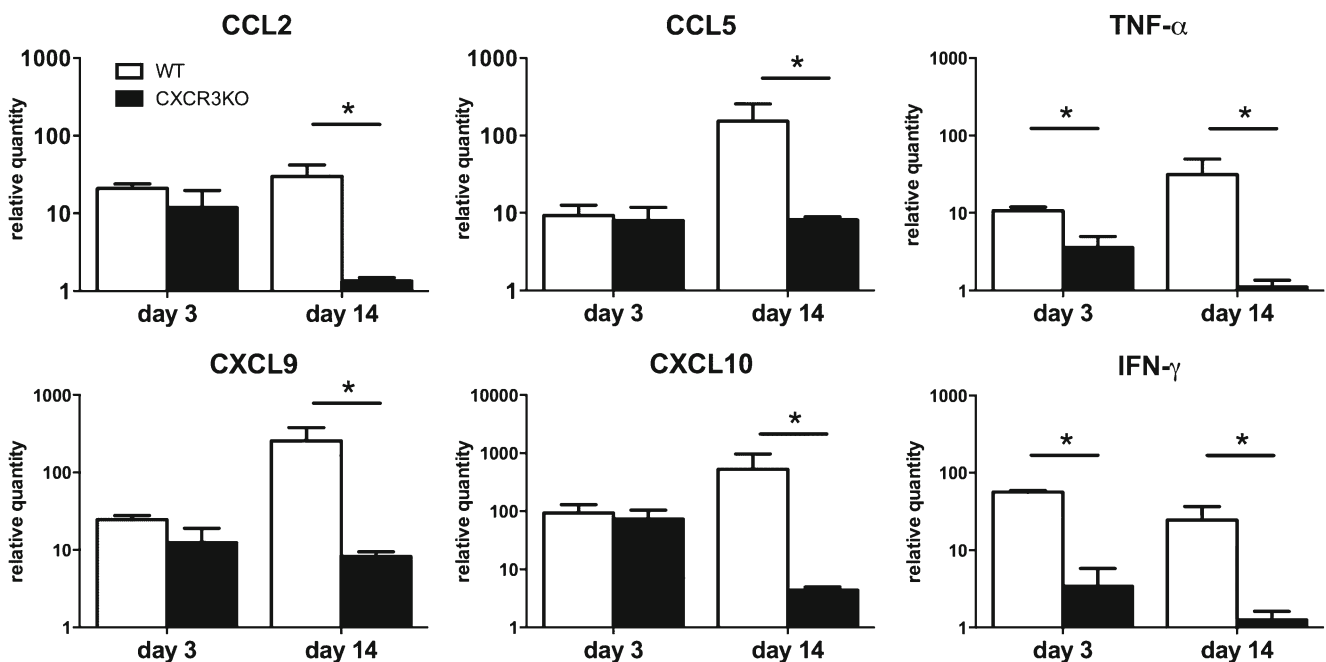 CCL2
relative quantity
1000
100
10
1
WT
CXCR3KO
*
day 3
day 14
CCL5
relative quantity
1000
100
10
1
*
day 3
day 14
TNF-α
relative quantity
1000
100
10
1
*
*
day 3
day 14
CXCL9
relative quantity
1000
100
10
1
*
day 3
day 14
CXCL10
relative quantity
10000
1000
100
10
1
*
day 3
day 14
IFN-γ
relative quantity
1000
100
10
1
*
*
day 3
day 14